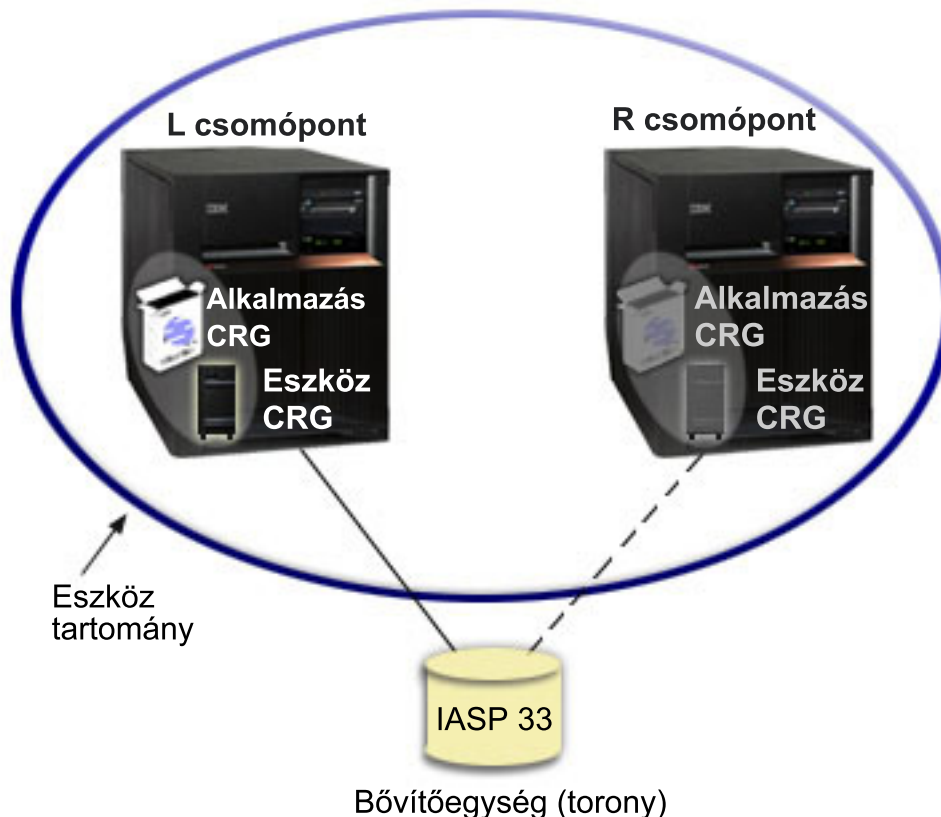 L csomópont
R csomópont
IBM
IBM
Alkalmazás
CRG
Eszköz
CRG
Alkalmazás
CRG
Eszköz
CRG
Eszköz
tartomány
IASP 33
Bővítőegység (torony)